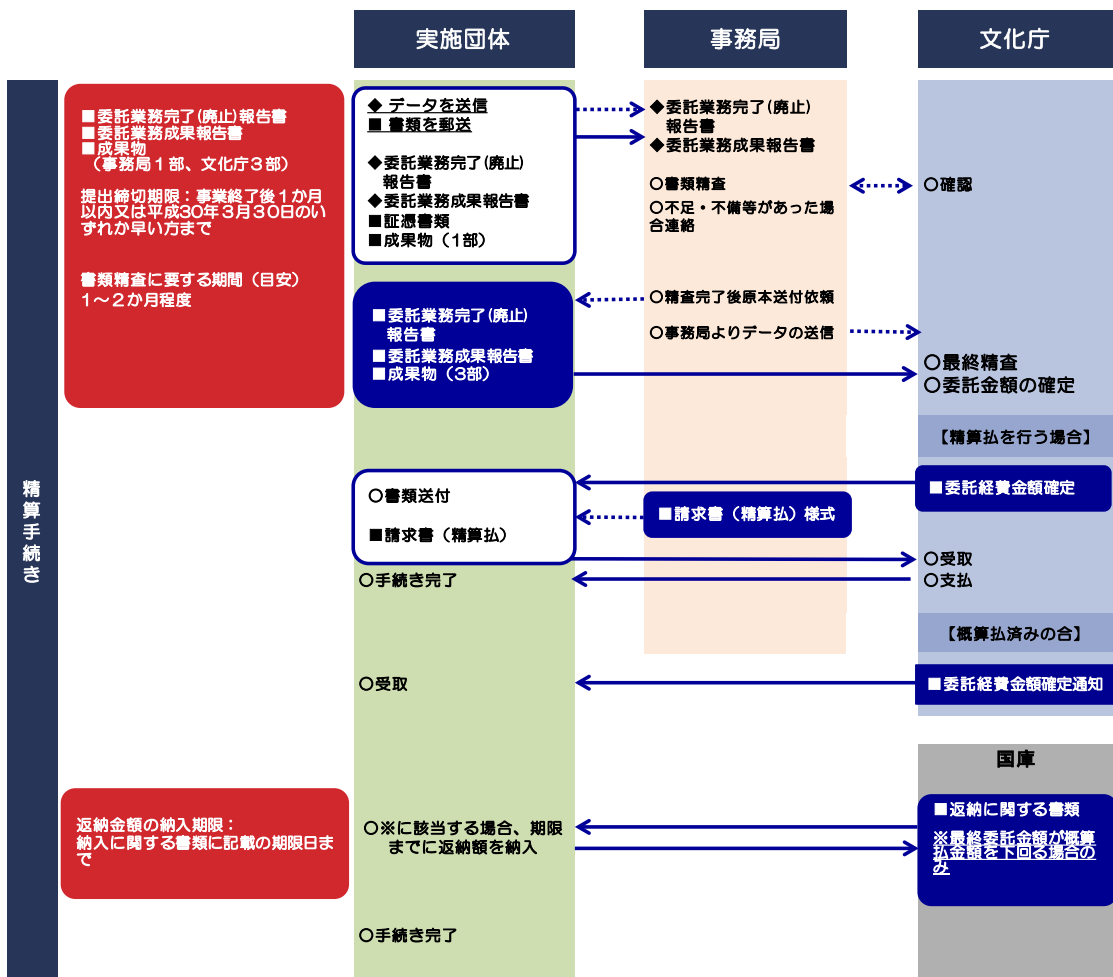 実施団体
事務局
文化庁
精算手続き
■委託業務完了(廃止)報告書
■委託業務成果報告書
■成果物
（事務局１部、文化庁３部）
提出締切期限：事業終了後１か月
以内又は平成30年３月３０日のい
ずれか早い方まで
書類精査に要する期間（目安）
１～２か月程度
◆ データを送信
■ 書類を郵送
◆委託業務完了(廃止)
報告書
◆委託業務成果報告書
■証憑書類
■成果物（１部）
◆委託業務完了(廃止)
報告書
◆委託業務成果報告書
○書類精査
○不足・不備等があった場
合連絡
○確認
■委託業務完了(廃止)
報告書
■委託業務成果報告書
■成果物（３部）
○精査完了後原本送付依頼
○事務局よりデータの送信
○最終精査
○委託金額の確定
【精算払を行う場合】
■委託経費金額確定
○書類送付
■請求書（精算払）
■請求書（精算払）様式
○受取
○支払
○手続き完了
【概算払済みの合】
■委託経費金額確定通知
○受取
国庫
返納金額の納入期限：
納入に関する書類に記載の期限日ま
で
○※に該当する場合、期限
までに返納額を納入
■返納に関する書類
※最終委託金額が概算
払金額を下回る場合の
み
○手続き完了